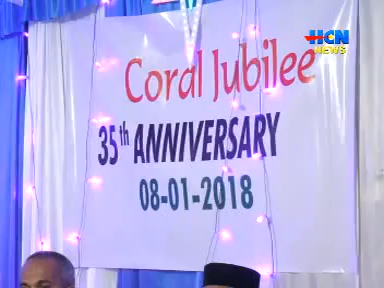 HCN
NEWS
Coral Jubilee
35th ANNIVERSARY
08-01-2018